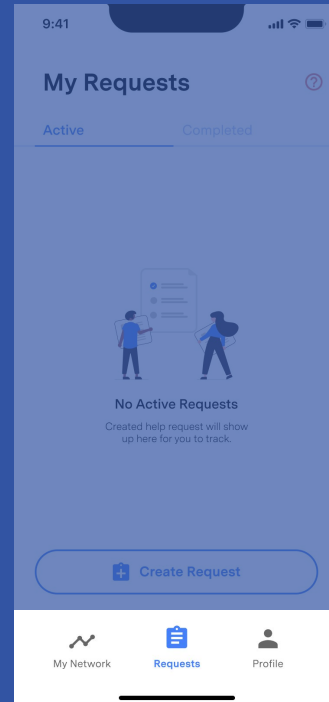 9:41
My Requests
Active
Completed
No Active Requests
Created help request will show
up here for you to track.
Create Request
My Network
Requests
Profile